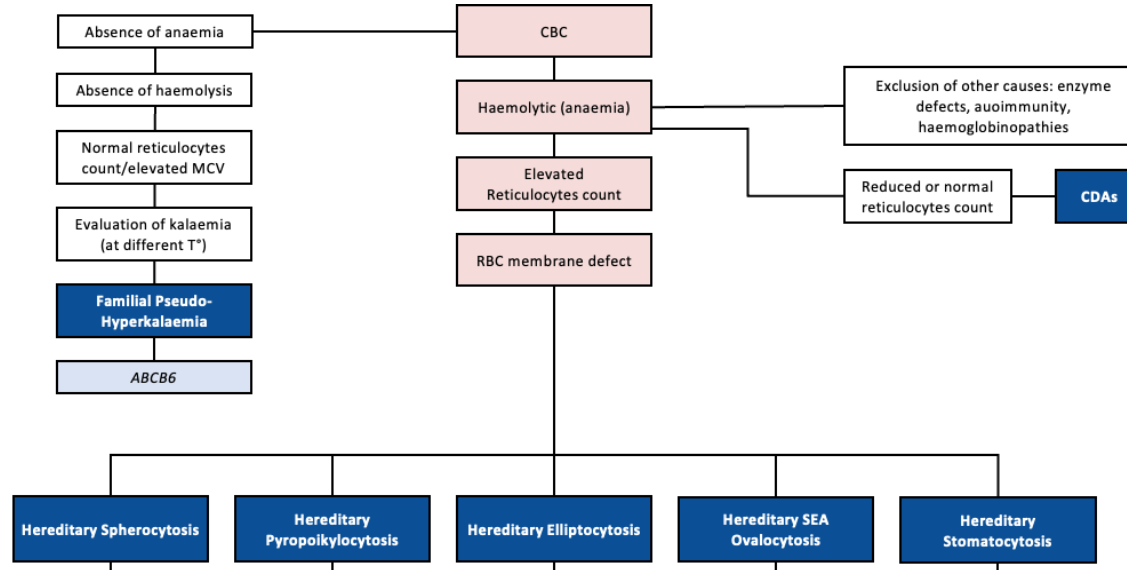 Absence of anaemia
CBC
Absence of haemolysis
Haemolytic (anaemia)
Exclusion of other causes: enzyme
defects, auoimmunity,
haemoglobinopathies
Normal reticulocytes
count/elevated MCV
Elevated
Reticulocytes count
Reduced or normal
reticulocytes count
CDAs
Evaluation of kalaemia
(at different T°)
RBC membrane defect
Familial Pseudo-
Hyperkalaemia
ABCB6
Hereditary Spherocytosis
Hereditary
Pyropoikylocytosis
Hereditary Elliptocytosis
Hereditary SEA
Ovalocytosis
Hereditary
Stomatocytosis